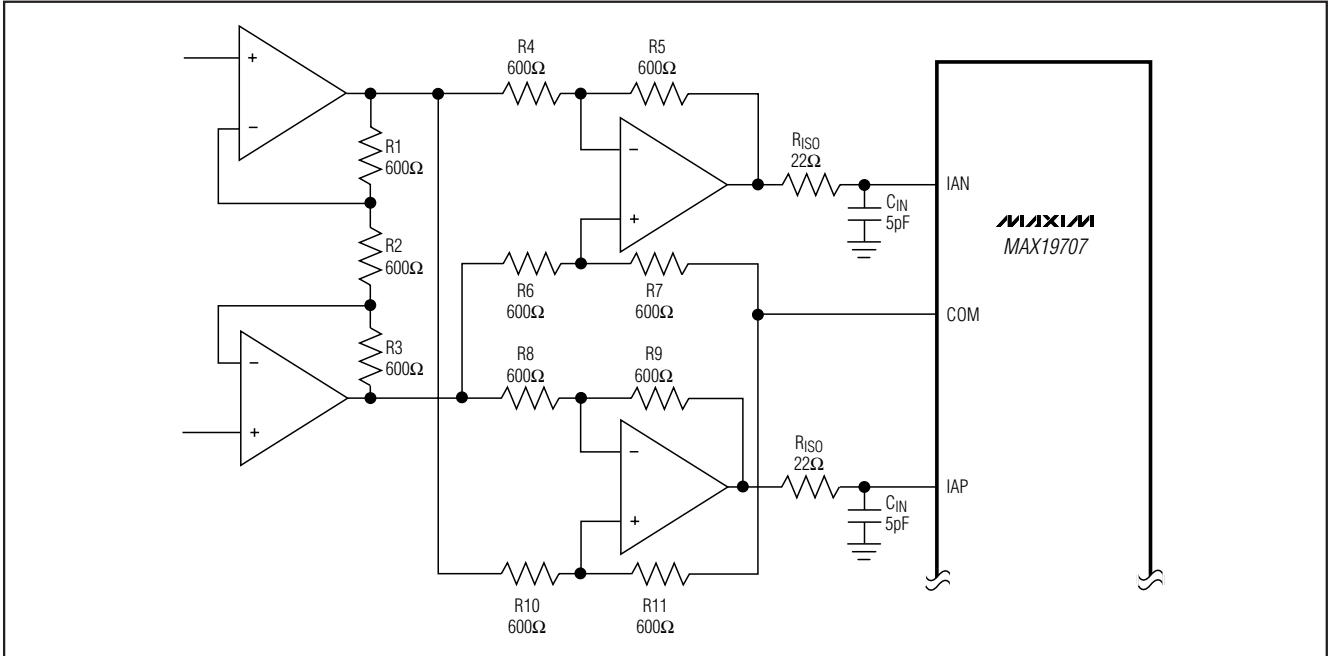 +
−
R1
600Ω
R2
600Ω
R3
600Ω
−
+
R4
600Ω
R5
600Ω
−
+
R6
600Ω
R7
600Ω
R8
600Ω
R9
600Ω
−
+
R10
600Ω
R11
600Ω
RISO
22Ω
CIN
5pF
RISO
22Ω
CIN
5pF
IAN
MAXIM
MAX19707
COM
IAP